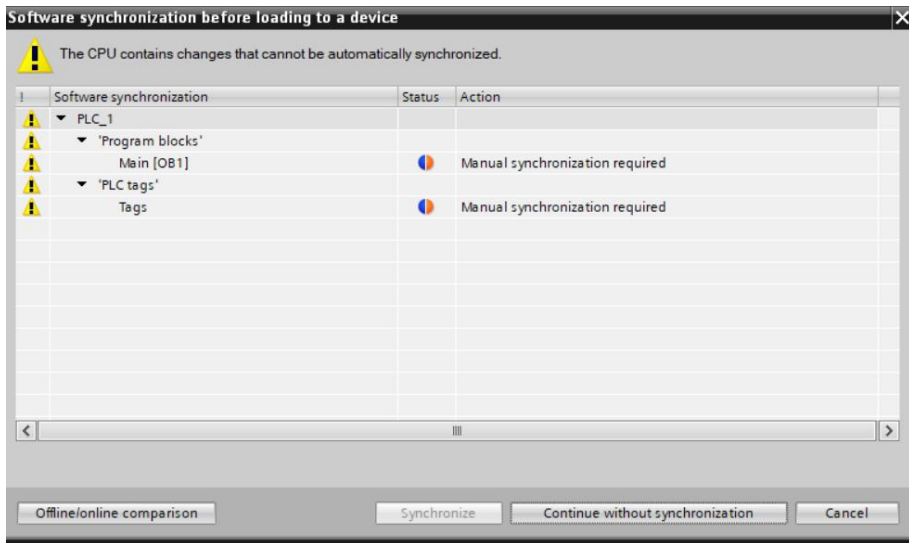 Software synchronization before loading to a device
The CPU contains changes that cannot be automatically synchronized.
! Software synchronization Status Action
PLC_1
'Program blocks'
Main [OB1] Manual synchronization required
'PLC tags'
Tags Manual synchronization required
Offline/online comparison Synchronize Continue without synchronization Cancel